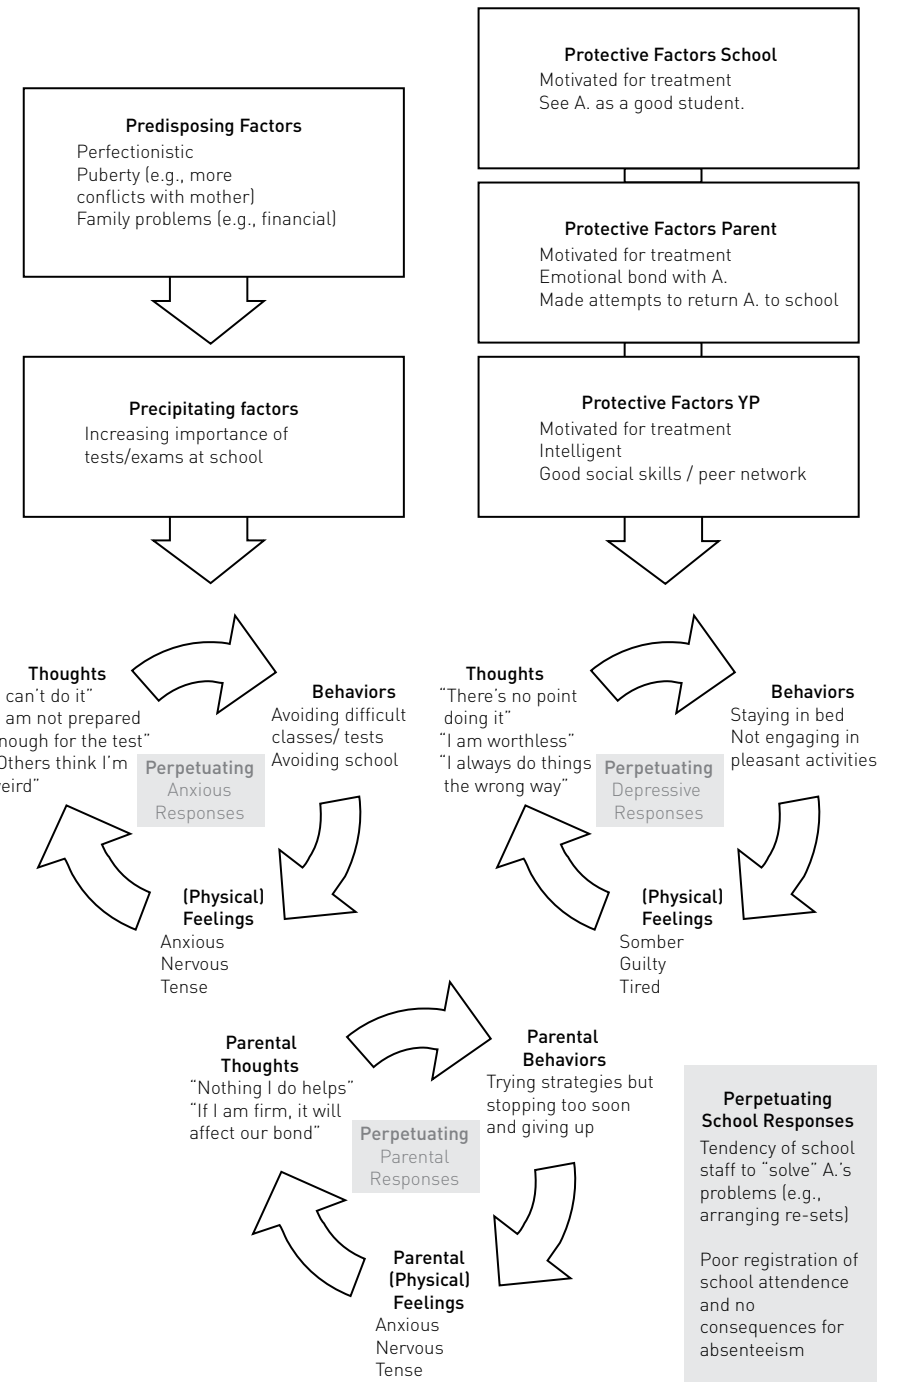 Protective Factors School
Motivated for treatment
See A. as a good student.
Predisposing Factors
Perfectionistic
Puberty (e.g., more
conflicts with mother)
Family problems (e.g., financial)
Protective Factors Parent
Motivated for treatment
Emotional bond with A.
Made attempts to return A. to school
Precipitating factors
Increasing importance of
tests/exams at school
Protective Factors YP
Motivated for treatment
Intelligent
Good social skills / peer network
Thoughts
can't do it”
am not prepared
nough for the test”
Others think I'm
eird”
Behaviors
Avoiding difficult
classes/ tests
Avoiding school
Perpetuating
Anxious
Responses
(Physical)
Feelings
Anxious
Nervous
Tense
Thoughts
“There's no point
doing it”
“I am worthless”
“I always do things
the wrong way”
Behaviors
Staying in bed
Not engaging in
pleasant activities
Perpetuating
Depressive
Responses
(Physical)
Feelings
Somber
Guilty
Tired
Parental
Thoughts
“Nothing I do helps”
“If I am firm, it will
affect our bond”
Parental
Behaviors
Trying strategies but
stopping too soon
and giving up
Perpetuating
Parental
Responses
Parental
(Physical)
Feelings
Anxious
Nervous
Tense
Perpetuating
School Responses
Tendency of school
staff to “solve” A.'s
problems (e.g.,
arranging re-sets)
Poor registration of
school attendence
and no
consequences for
absenteeism